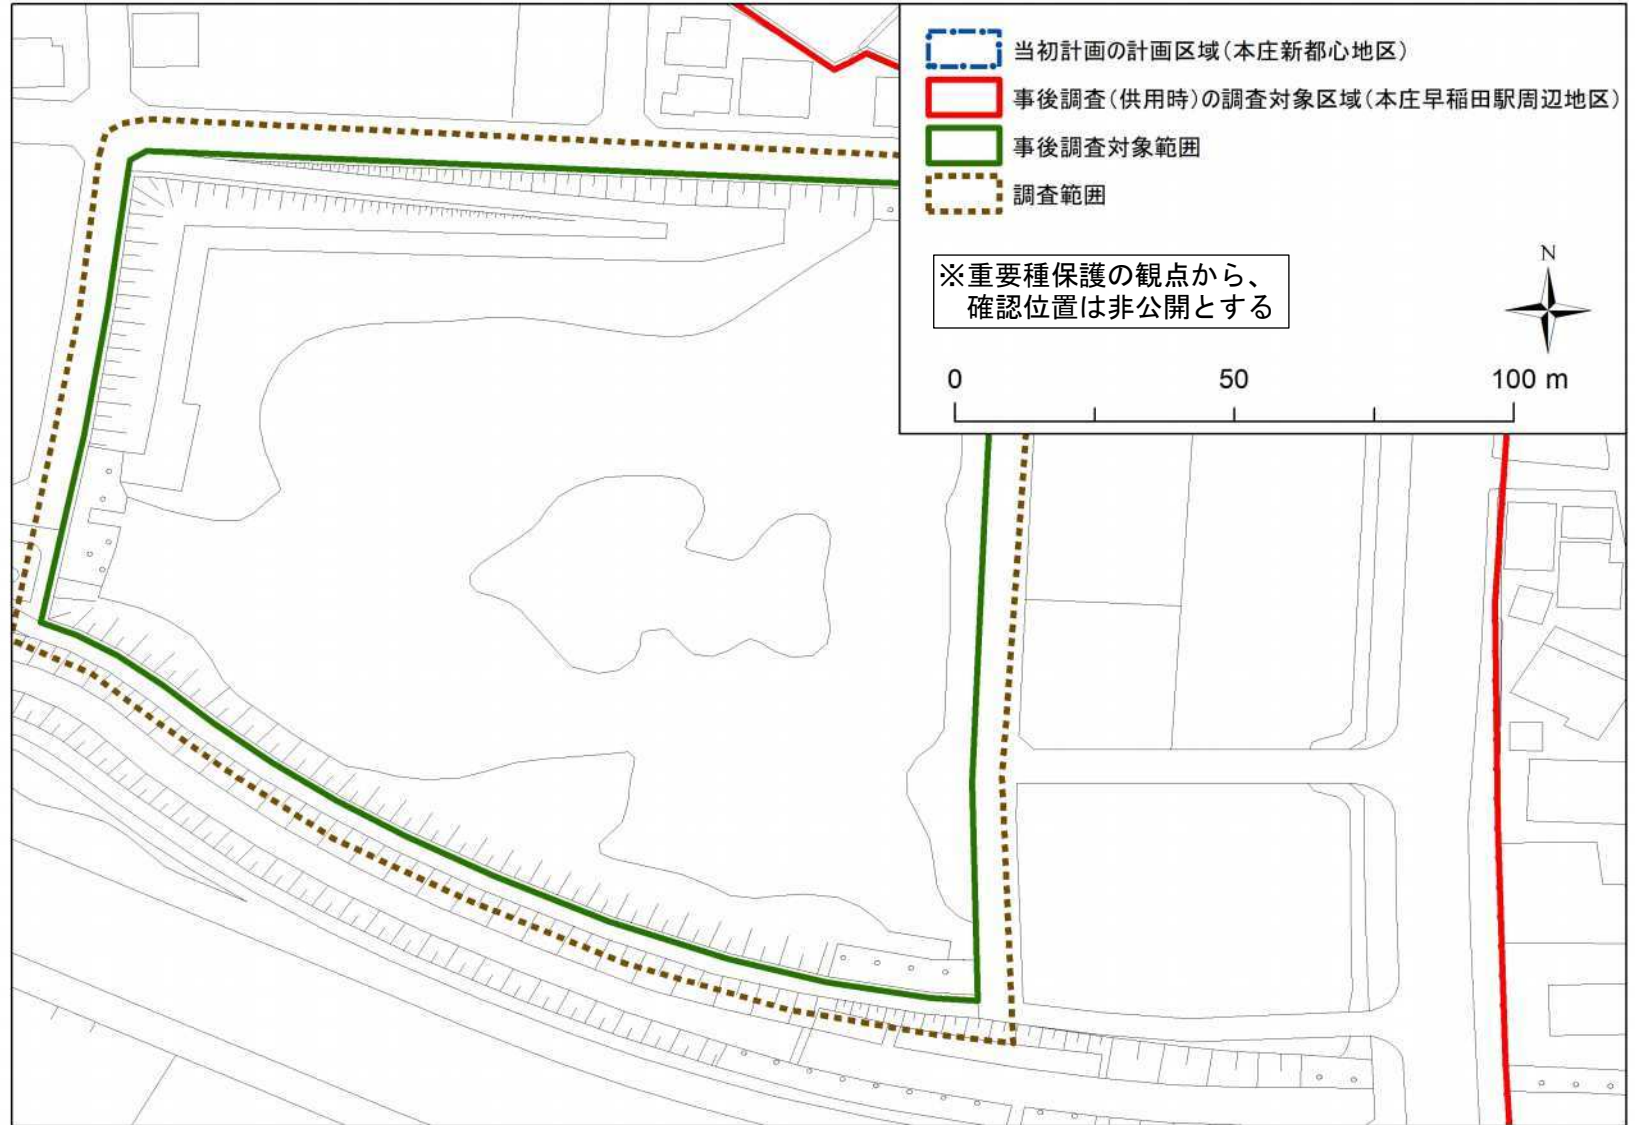 当初計画の計画区域(本庄新都心地区)
事後調査(供用時)の調査対象区域(本庄早稲田駅周辺地区)
事後調査対象範囲
調査範囲
※重要種保護の観点から、
確認位置は非公開とする
N
0 50 100 m